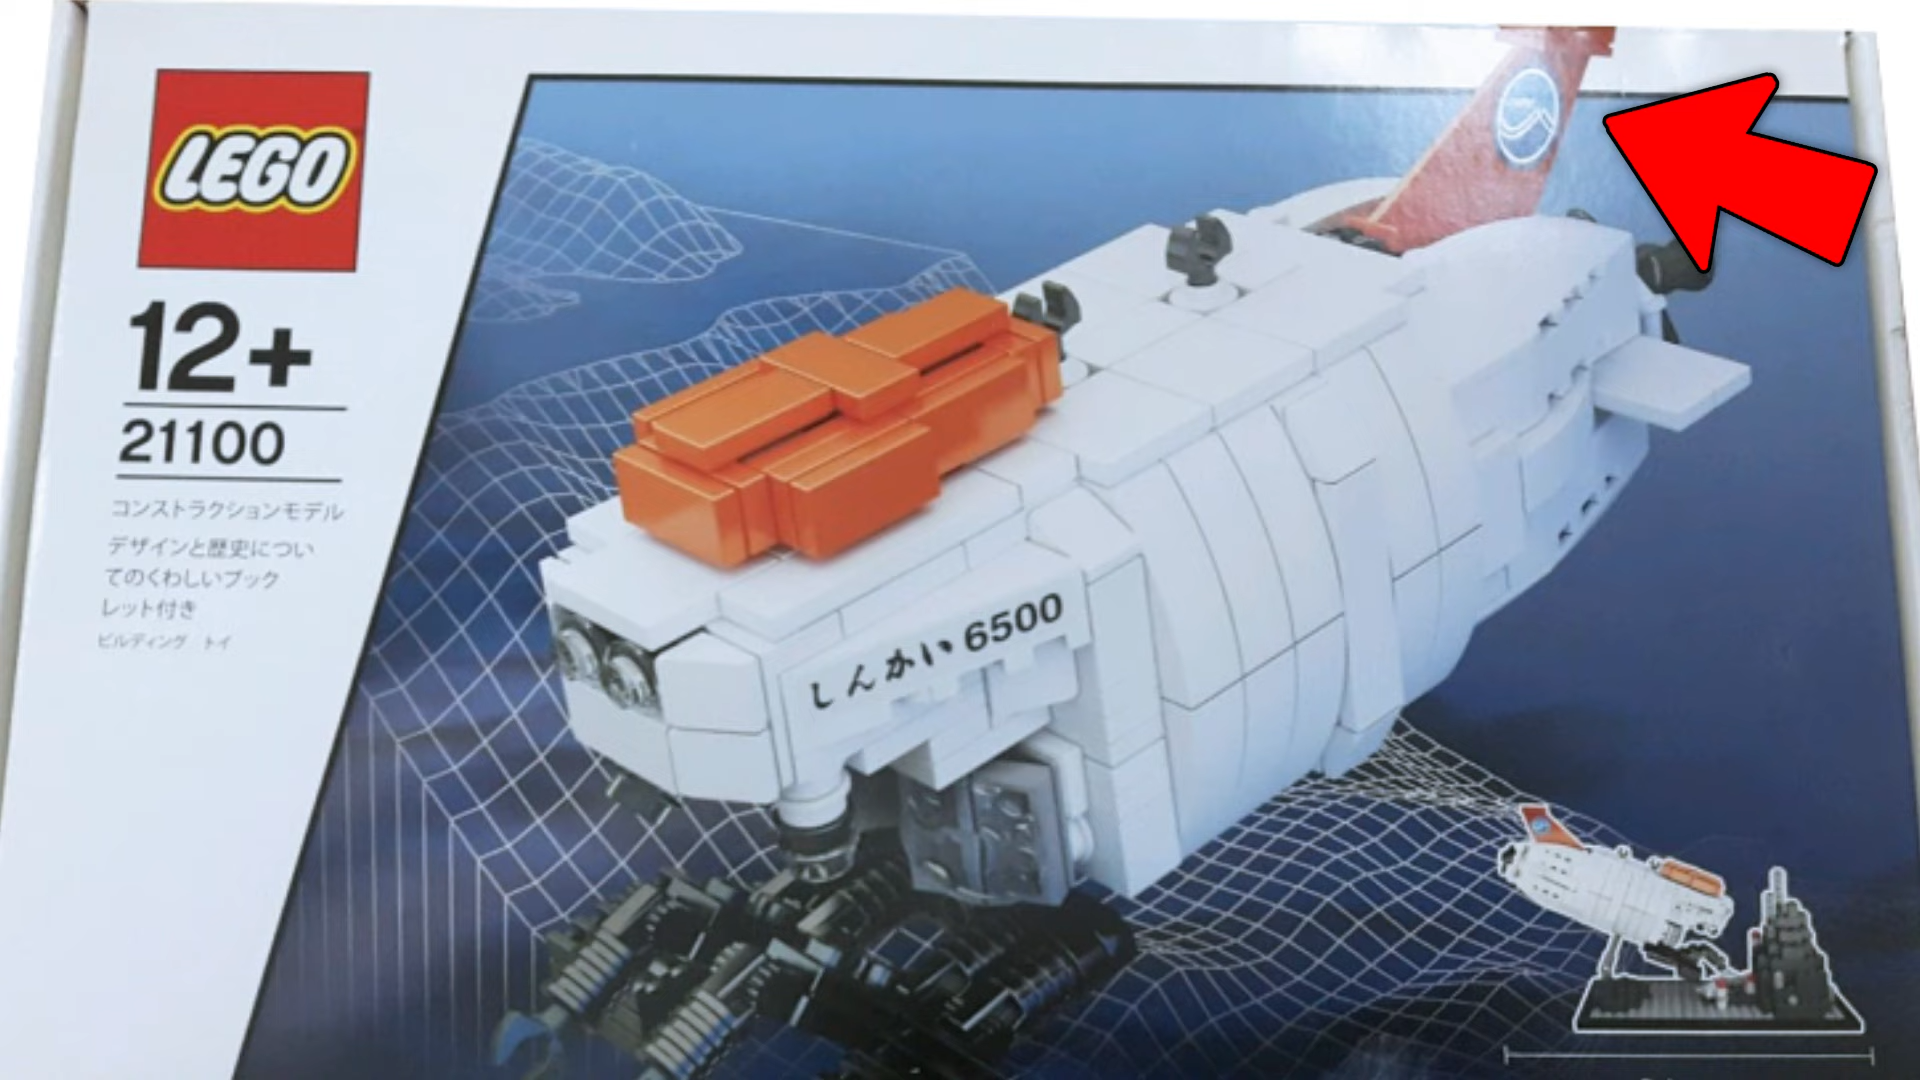 LEGO
12+
21100
コンストラクションモデル
デザインと歴史につい
てのくわしいブック
レット付き
ビルディング トイ
しんかい6500